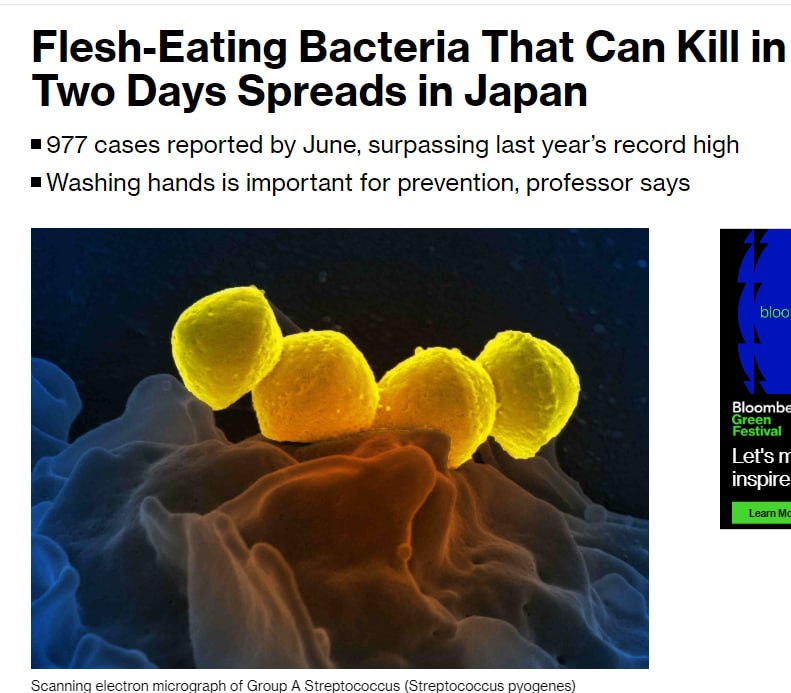 Flesh-Eating Bacteria That Can Kill in
Two Days Spreads in Japan
977 cases reported by June, surpassing last year’s record high
Washing hands is important for prevention, professor says
bloo
Bloombe
Green
Festival
Let's m
inspire
Learn Mo
Scanning electron micrograph of Group A Streptococcus (Streptococcus pyogenes)